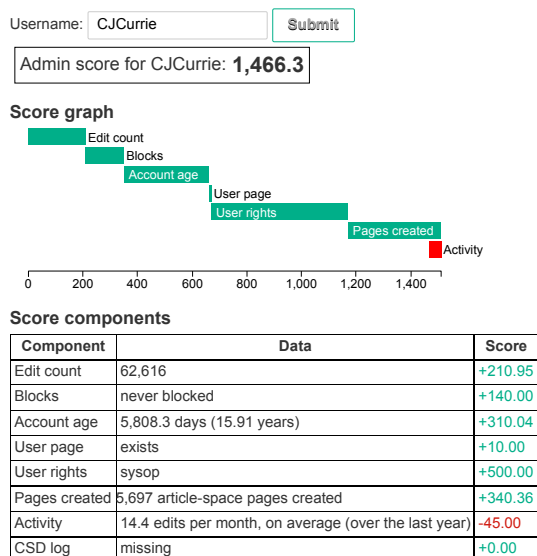 Username: CJCurrie Submit
Admin score for CJCurrie: 1,466.3
Score graph
Edit count
Blocks
Account age
User page
User rights
Pages created
Activity
0 200 400 600 800 1,000 1,200 1,400
Score components
Component Data Score
Edit count 62,616 +210.95
Blocks never blocked +140.00
Account age 5,808.3 days (15.91 years) +310.04
User page exists +10.00
User rights sysop +500.00
Pages created 5,697 article-space pages created +340.36
Activity 14.4 edits per month, on average (over the last year) -45.00
CSD log missing +0.00